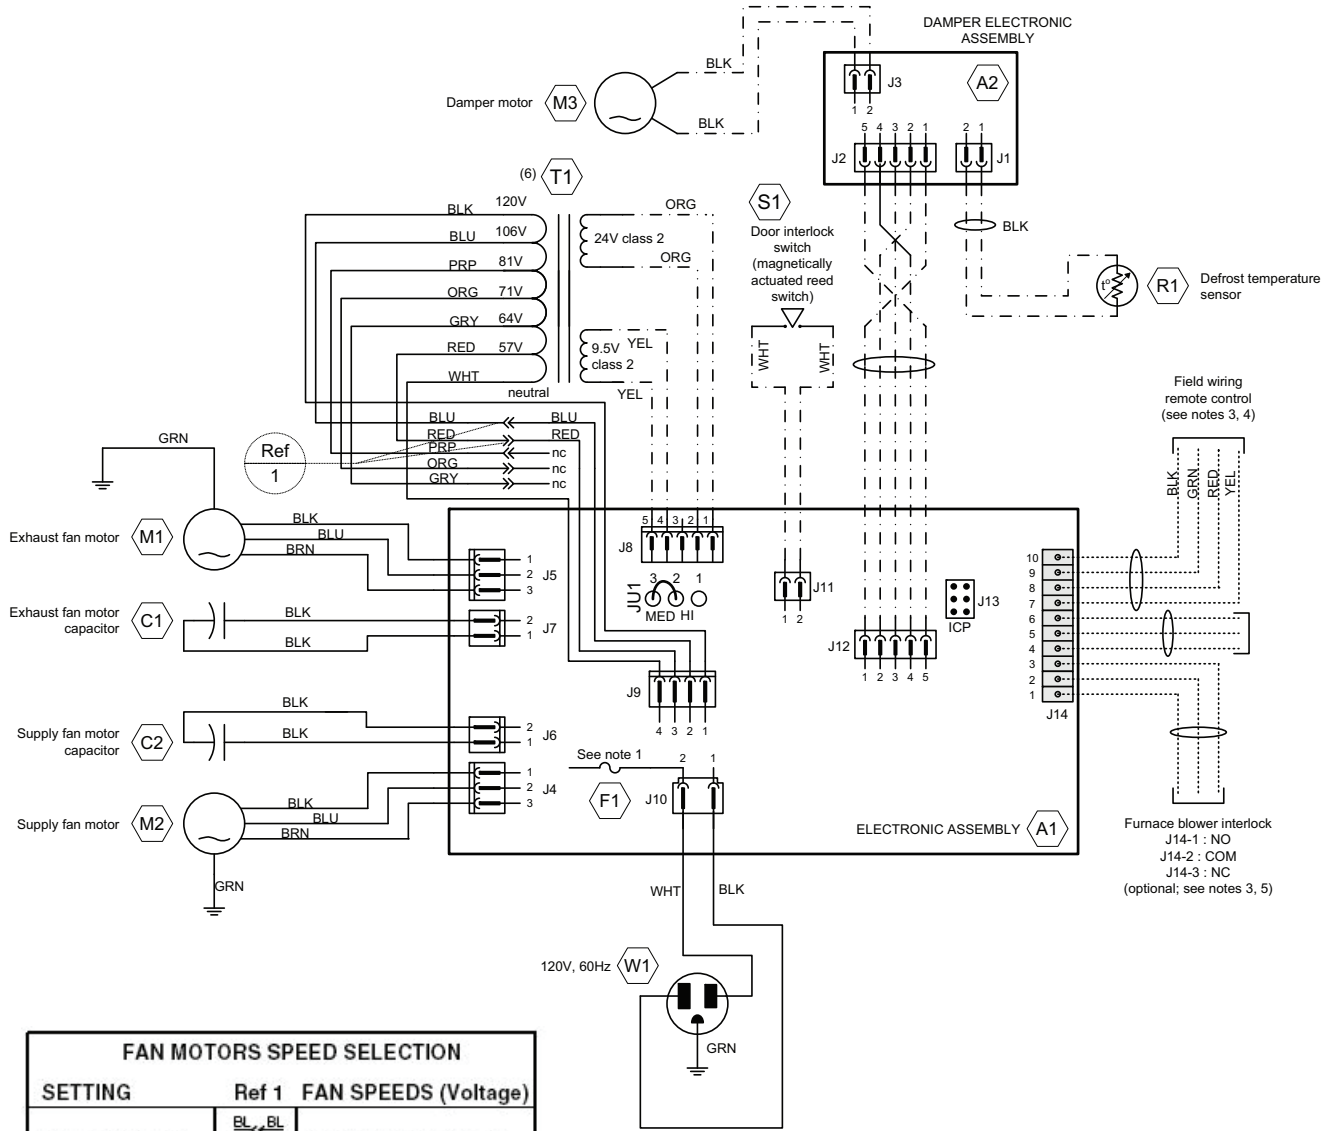 DAMPER ELECTRONIC
ASSEMBLY
BLK
J3
A2
Damper motor
M3
1 2
BLK
5 4 3 2 1
2 1
J2
J1
(6)
T1
S1
BLK
120V
ORG
BLK
106V
24V class 2
Door interlock
switch
(magnetically
actuated reed
switch)
BLU
ORG
PRP
81V
t°
R1
Defrost temperature
sensor
ORG
71V
GRY
64V
RED
57V
9.5V
class 2
YEL
WHT
WHT
WHT
neutral
YEL
Field wiring
remote control
(see notes 3, 4)
BLU
BLU
RED
RED
PRP
nc
ORG
nc
GRY
nc
Ref
1
GRN
BLK
GRN
RED
YEL
Exhaust fan motor
M1
BLK
BLU
BRN
1
2
3
J5
5 4 3 2 1
J8
JU1
3 2 1
MED HI
J11
1 2
J13
ICP
10
9
8
7
6
5
4
3
2
1
J14
Exhaust fan motor
capacitor
C1
BLK
BLK
2
1
J7
J12
1 2 3 4 5
J9
4 3 2 1
Supply fan motor
capacitor
C2
BLK
BLK
2
1
J6
See note 1
F1
2 1
J10
Supply fan motor
M2
BLK
BLU
BRN
1
2
3
J4
GRN
ELECTRONIC ASSEMBLY
A1
Furnace blower interlock
J14-1 : NO
J14-2 : COM
J14-3 : NC
(optional; see notes 3, 5)
WHT
BLK
120V, 60Hz
W1
GRN
FAN MOTORS SPEED SELECTION
SETTING Ref 1 FAN SPEEDS (Voltage)
BL BL